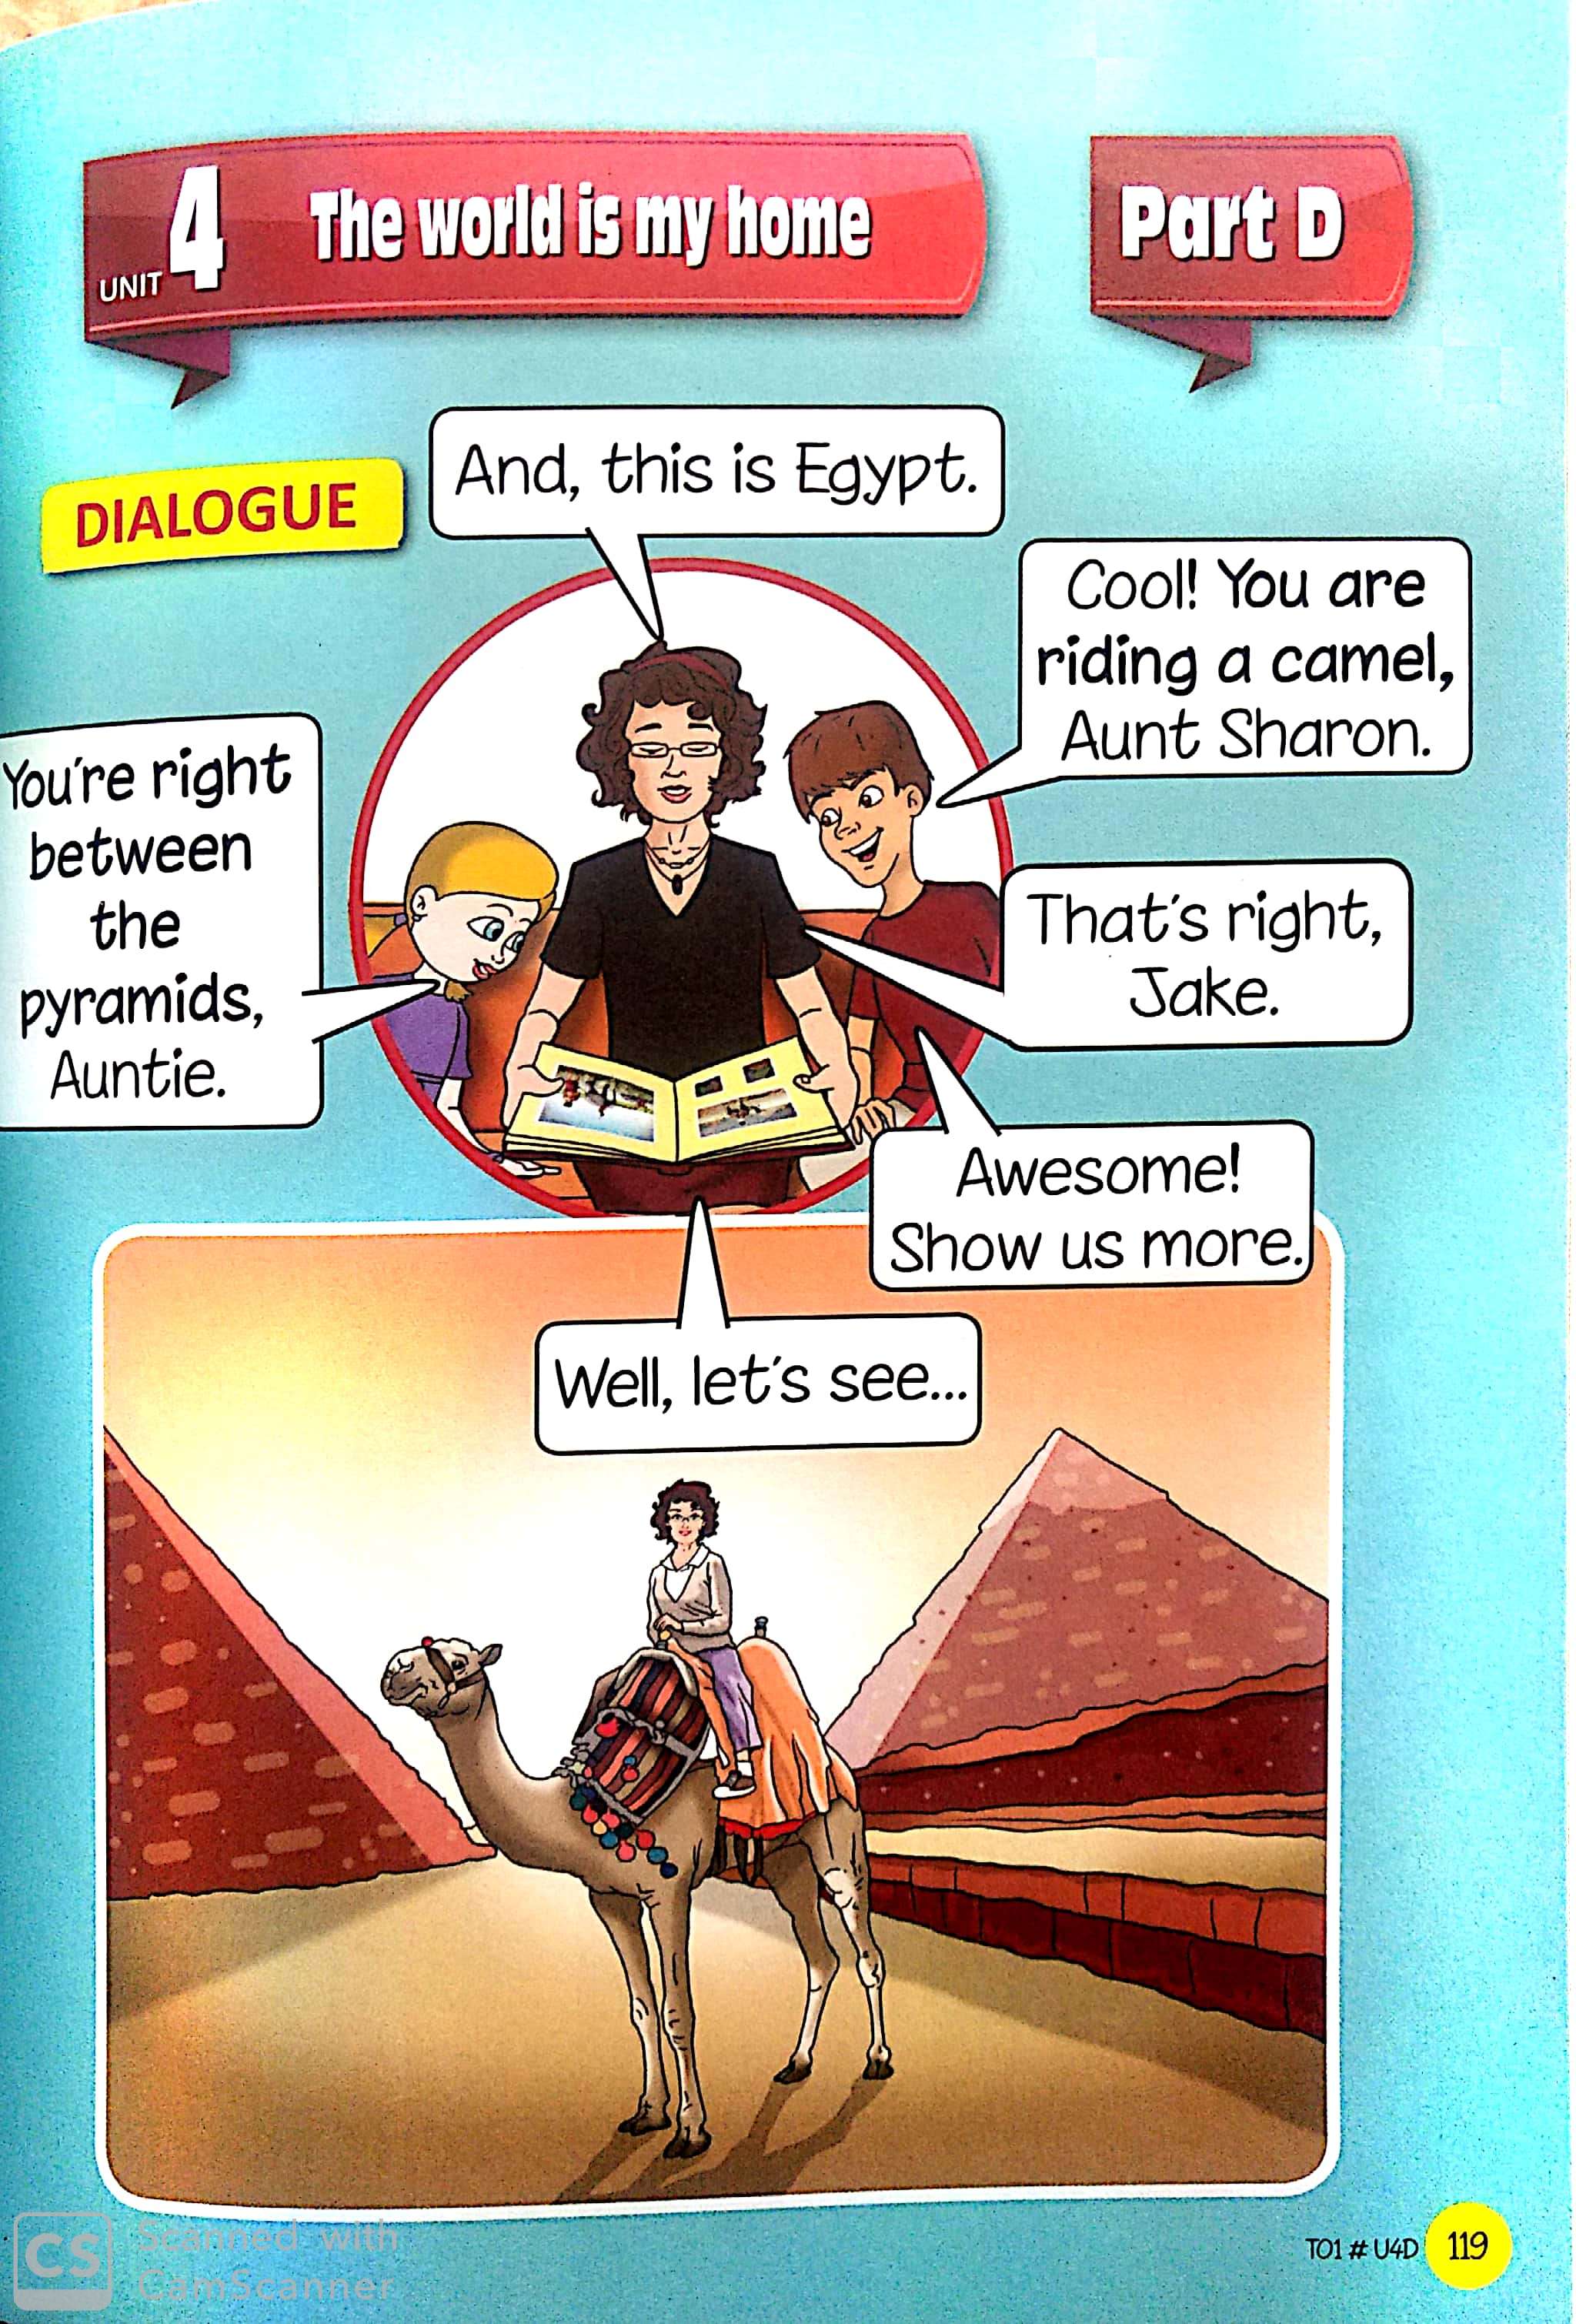 UNIT 4 The world is my home
Part D
DIALOGUE
And, this is Egypt.
Cool! You are
riding a camel,
Aunt Sharon.
You're right
between
the
pyramids,
Auntie.
That's right,
Jake.
Awesome!
Show us more.
Well, let's see...
TO1 # U4D 119
CS Scanned with
CamScanner